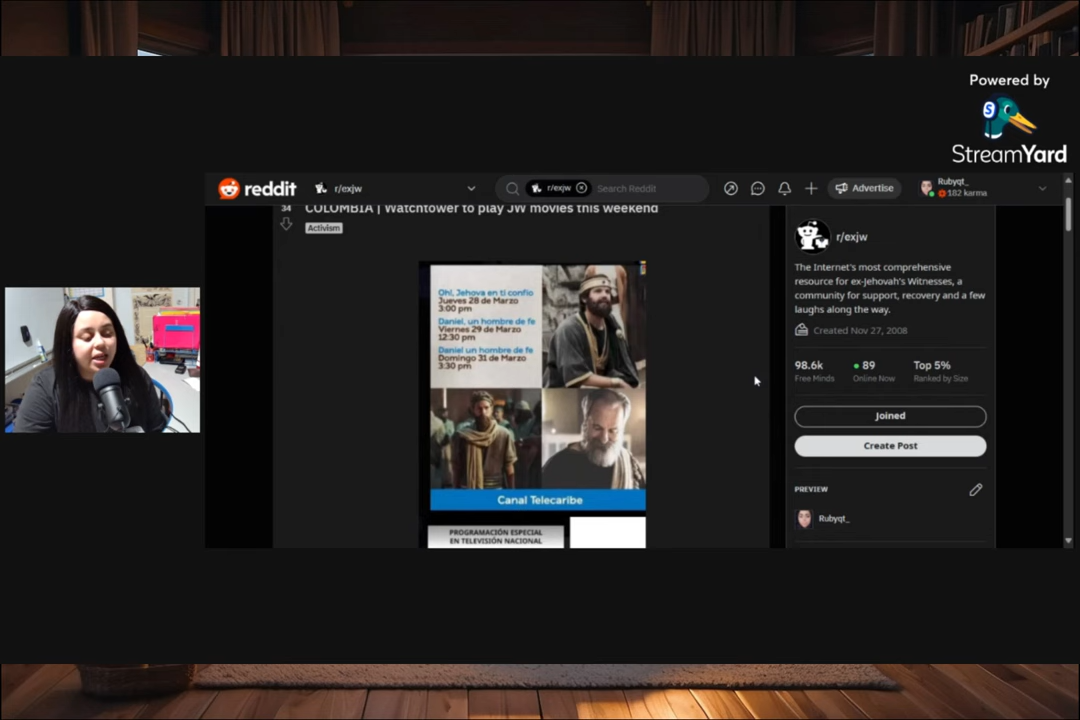 Powered by
StreamYard
reddit
r/exjw
r/exjw
Search Reddit
Advertise
Rubyqt_
182 karma
34
COLUMBIA | Watchtower to play JW movies this weekend
Activism
Oh!, Jehova en ti confio
Jueves 28 de Marzo
3:00 pm
Daniel, un hombre de fe
Viernes 29 de Marzo
12:30 pm
Daniel un hombre de fe
Domingo 31 de Marzo
3:30 pm
Canal Telecaribe
PROGRAMACIÓN ESPECIAL
EN TELEVISIÓN NACIONAL
r/exjw
The Internet's most comprehensive
resource for ex-Jehovah's Witnesses, a
community for support, recovery and a few
laughs along the way.
Created Nov 27, 2008
98.6k
89
Top 5%
Free Minds
Online Now
Ranked by Size
Joined
Create Post
PREVIEW
Rubyqt_